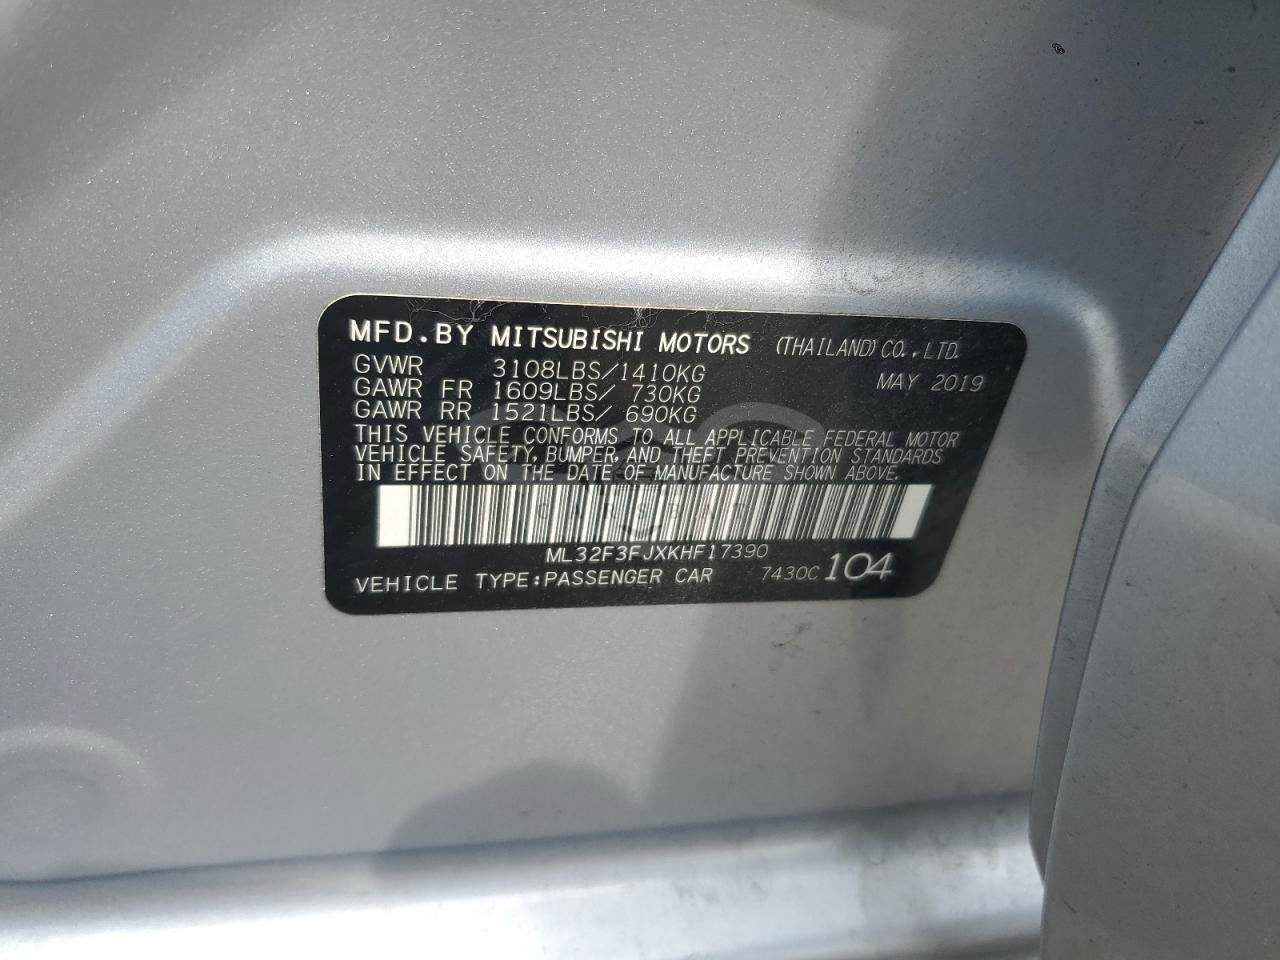 MFD.BY MITSUBISHI MOTORS (THAILAND) CO.,LTD.
GVWR 3108LBS/1410KG MAY 2019
GAWR FR 1609LBS/ 730KG
GAWR RR 1521LBS/ 690KG
THIS VEHICLE CONFORMS TO ALL APPLICABLE FEDERAL MOTOR
VEHICLE SAFETY, BUMPER, AND THEFT PREVENTION STANDARDS
IN EFFECT ON THE DATE OF MANUFACTURE SHOWN ABOVE.
ML32F3FJXKHF17390
VEHICLE TYPE:PASSENGER CAR 7430C 104